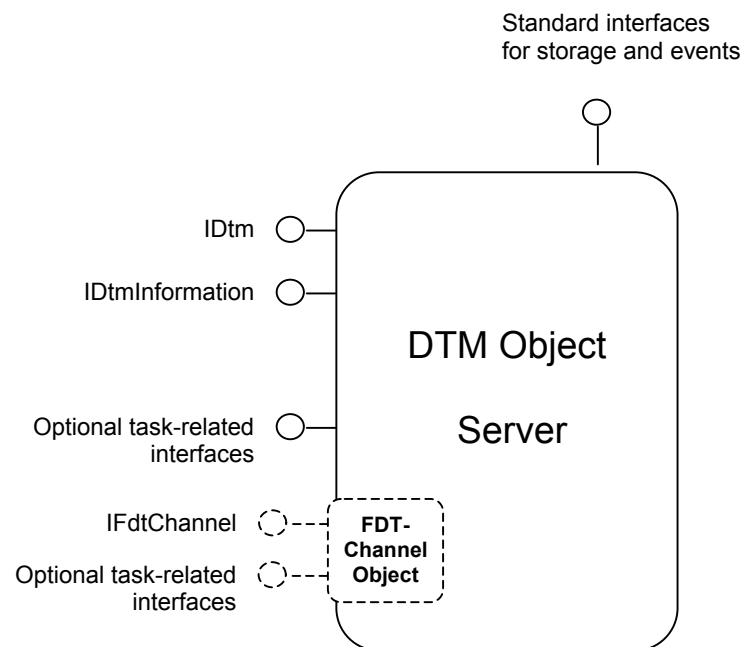 Standard interfaces
for storage and events
IDtm
IDtmInformation
DTM Object
Server
Optional task-related
interfaces
IFdtChannel
FDT-
Channel
Object
Optional task-related
interfaces